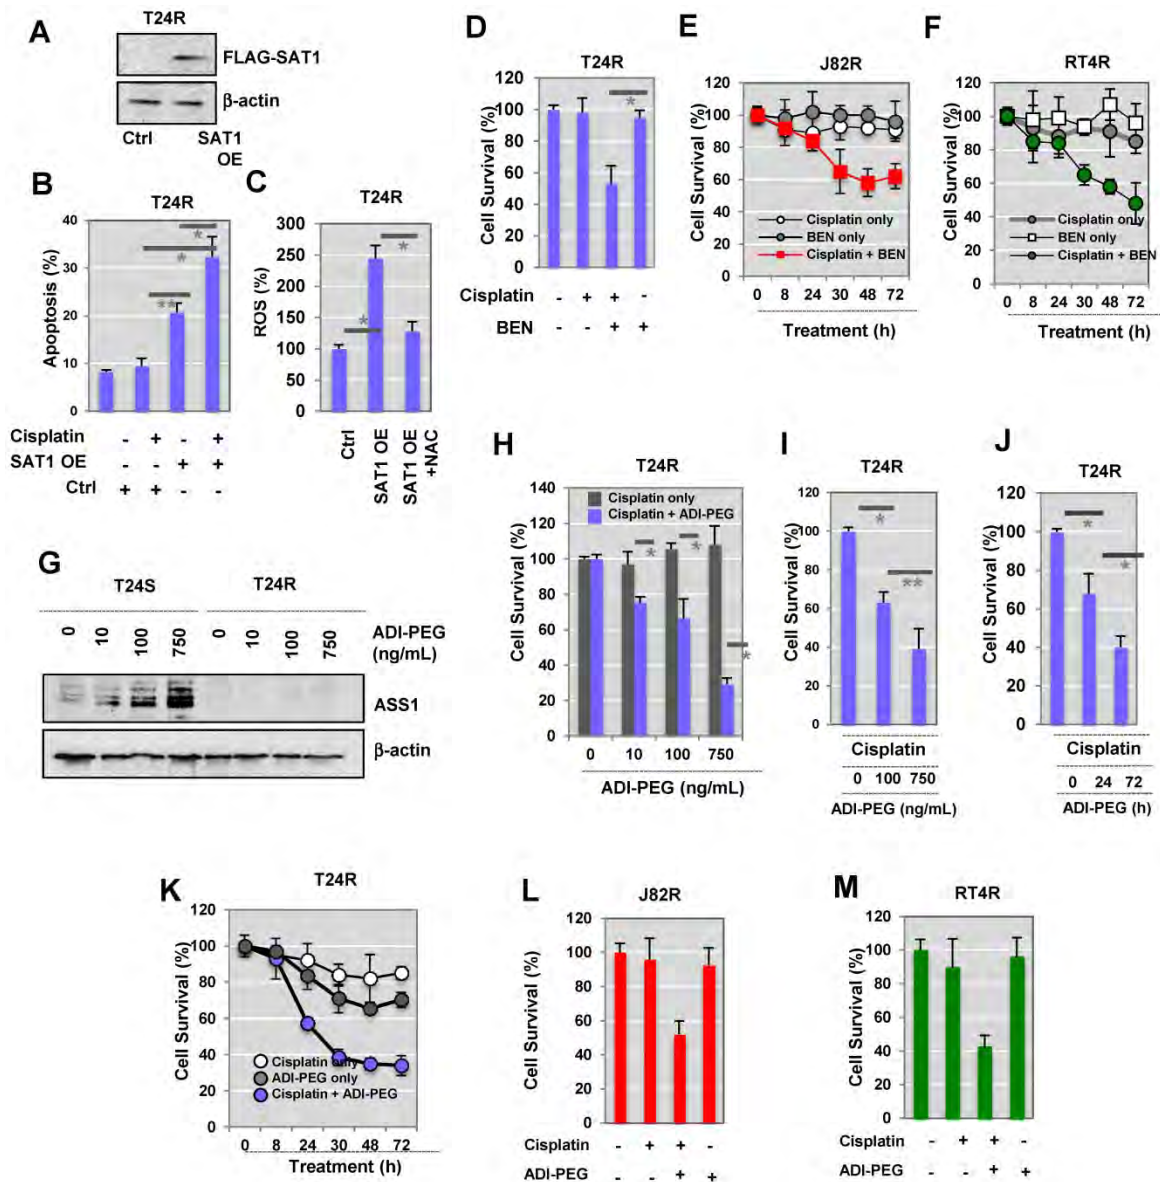 A
T24R
FLAG-SAT1
β-actin
Ctrl
SAT1
OE
B
T24R
Apoptosis (%)
40
30
20
10
0
*
*
**
Cisplatin - + - +
SAT1 OE - - + +
Ctrl + + - -
C
T24R
ROS (%)
300
250
200
150
100
50
0
*
*
Ctrl
SAT1 OE
SAT1 OE
+NAC
D
T24R
Cell Survival (%)
120
100
80
60
40
20
0
*
Cisplatin - + + -
BEN - - + +
E
J82R
Cell Survival (%)
120
100
80
60
40
20
0
Cisplatin only
BEN only
Cisplatin + BEN
0 8 24 30 48 72
Treatment (h)
F
RT4R
Cell Survival (%)
120
100
80
60
40
20
0
Cisplatin only
BEN only
Cisplatin + BEN
0 8 24 30 48 72
Treatment (h)
G
T24S T24R
0 10 100 750 0 10 100 750
ADI-PEG
(ng/mL)
ASS1
β-actin
H
T24R
Cell Survival (%)
140
120
100
80
60
40
20
0
Cisplatin only
Cisplatin + ADI-PEG
*
*
*
0 10 100 750
ADI-PEG (ng/mL)
I
T24R
Cell Survival (%)
120
100
80
60
40
20
0
*
**
Cisplatin
0 100 750
ADI-PEG (ng/mL)
J
T24R
Cell Survival (%)
120
100
80
60
40
20
0
*
*
Cisplatin
0 24 72
ADI-PEG (h)
K
T24R
Cell Survival (%)
120
100
80
60
40
20
0
Cisplatin only
ADI-PEG only
Cisplatin + ADI-PEG
0 8 24 30 48 72
Treatment (h)
L
J82R
Cell Survival (%)
120
100
80
60
40
20
0
Cisplatin - + + -
ADI-PEG - - + +
M
RT4R
Cell Survival (%)
120
100
80
60
40
20
0
Cisplatin - + + -
ADI-PEG - - + +